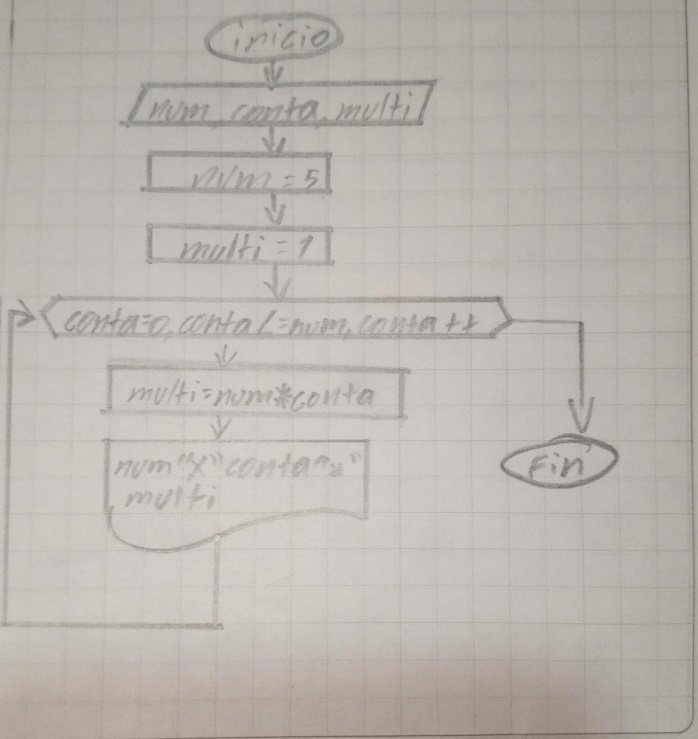 inicio
num, conta, multi
num = 5
multi = 1
conta=0, conta<=num, conta++
multi=num*conta
num"x"conta"="
multi
Fin